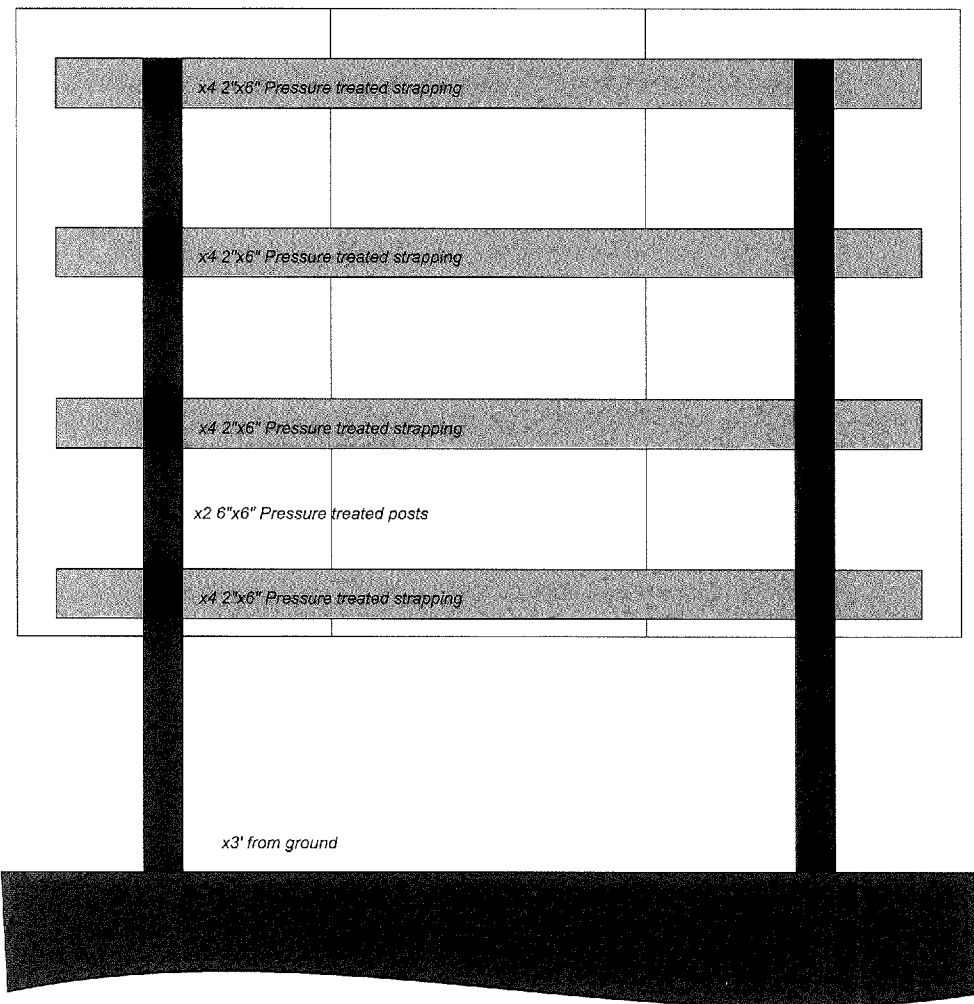 x4 2"x6" Pressure treated strapping
x4 2"x6" Pressure treated strapping
x4 2"x6" Pressure treated strapping
x2 6"x6" Pressure treated posts
x4 2"x6" Pressure treated strapping
x3' from ground